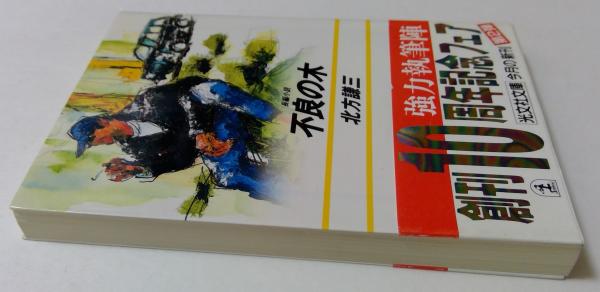 長編小説
不良の木
北方謙三
強力執筆陣
創刊10周年記念フェア
光文社文庫 今月の新刊